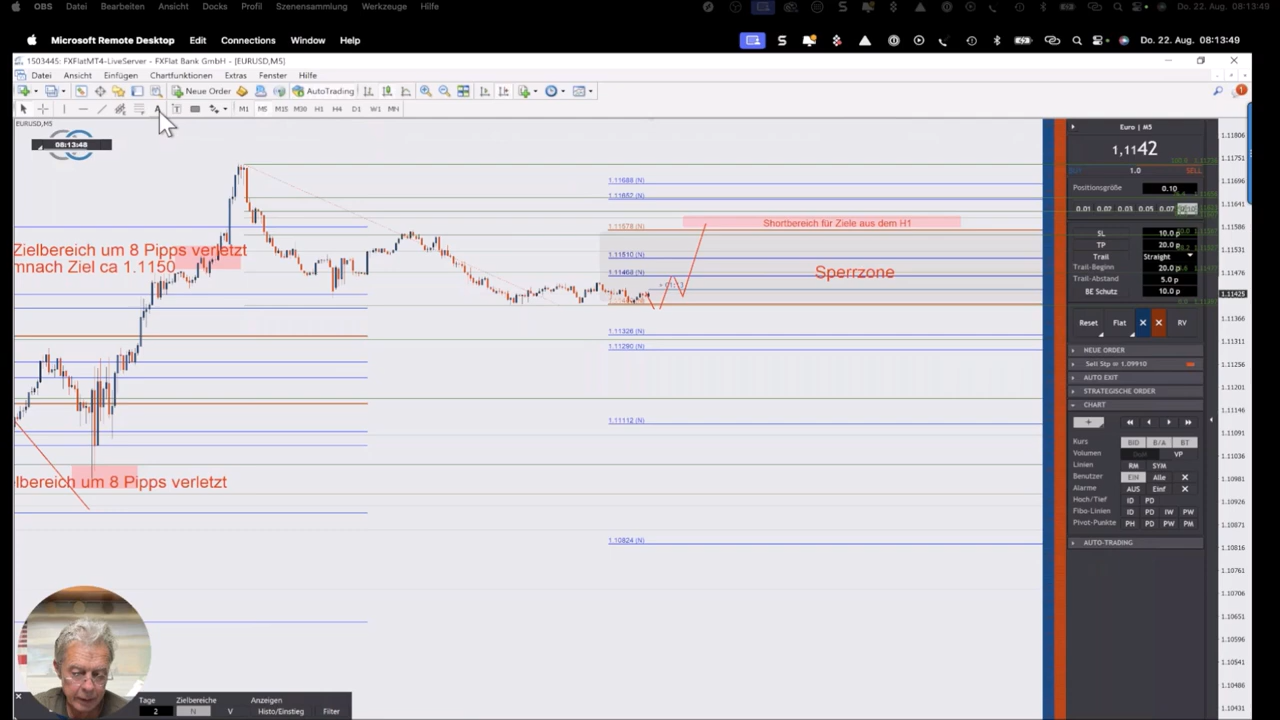 OBS Datei Bearbeiten Ansicht Docks Profil Szenensammlung Werkzeuge Hilfe Do. 22. Aug. 08:13:49
Microsoft Remote Desktop Edit Connections Window Help Do. 22. Aug. 08:13:49
1503445: FXFlatMT4-LiveServer - FXFlat Bank GmbH - [EURUSD,M5]
Datei Ansicht Einfügen Chartfunktionen Extras Fenster Hilfe
Neue Order AutoTrading
M1 M5 M15 M30 H1 H4 D1 W1 MN
EURUSD,M5
08:13:48
Zielbereich um 8 Pipps verletzt
mnach Ziel ca 1.1150
lbereich um 8 Pipps verletzt
1.11688 (N)
1.11652 (N)
Shortbereich für Ziele aus dem H1
1.11578 (N)
1.11510 (N)
1.11468 (N)
Sperrzone
1.11326 (N)
1.11290 (N)
1.11112 (N)
1.10824 (N)
Euro | M5
1,1142
BUY 1.0 SELL
Positionsgröße 0.10
0.01 0.02 0.03 0.05 0.07
SL 10.0 p
TP 20.0 p
Trail Straight
Trail-Beginn 20.0 p
Trail-Abstand 5.0 p
BE Schutz 10.0 p
Reset Flat X X RV
NEUE ORDER
Sell Stp = 1.09910
AUTO EXIT
STRATEGISCHE ORDER
CHART
Kurs BID B/A BT
Volumen DoM VP
Linien RM SYM
Benutzer EIN Alle X
Alarme AUS Einf X
Hoch/Tief ID PD
Fibo-Linien ID PD IW PW
Pivot-Punkte PH PD PW PM
AUTO-TRADING
1.11806
1.11751
1.11696
1.11641
1.11586
1.11531
1.11476
1.11425
1.11366
1.11311
1.11256
1.11201
1.11146
1.11091
1.11036
1.10981
1.10926
1.10871
1.10816
1.10761
1.10706
1.10651
1.10596
1.10541
1.10486
1.10431
Tage Zielbereiche Anzeigen
2 N V Histo/Einstieg Filter